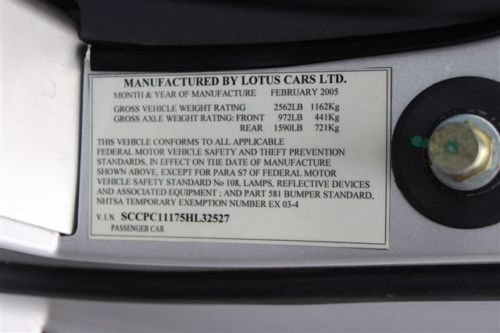 MANUFACTURED BY LOTUS CARS LTD.
MONTH & YEAR OF MANUFACTURE FEBRUARY 2005
GROSS VEHICLE WEIGHT RATING 2562LB 1162Kg
GROSS AXLE WEIGHT RATING: FRONT 972LB 441Kg
REAR 1590LB 721Kg
THIS VEHICLE CONFORMS TO ALL APPLICABLE
FEDERAL MOTOR VEHICLE SAFETY AND THEFT PREVENTION
STANDARDS, IN EFFECT ON THE DATE OF MANUFACTURE
SHOWN ABOVE, EXCEPT FOR PARA S7 OF FEDERAL MOTOR
VEHICLE SAFETY STANDARD No 108, LAMPS, REFLECTIVE DEVICES
AND ASSOCIATED EQUIPMENT ; AND PART 581 BUMPER STANDARD,
NHTSA TEMPORARY EXEMPTION NUMBER EX 03-4
V.I.N. SCCPC11175HL32527
PASSENGER CAR